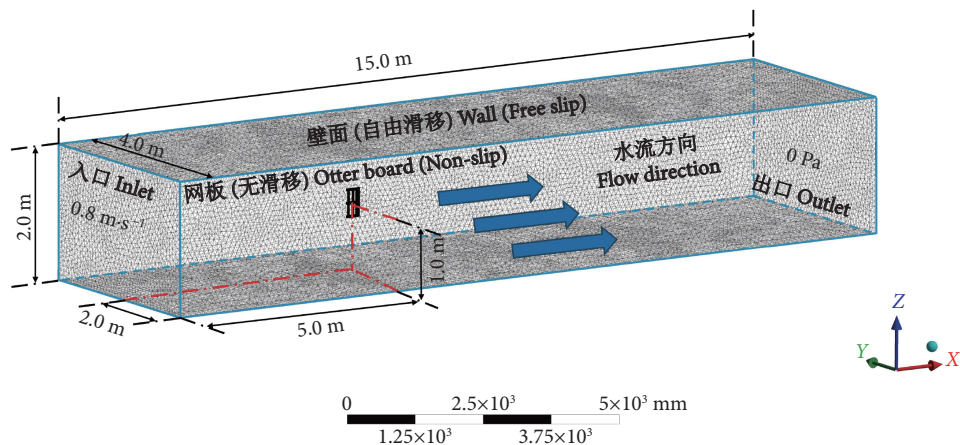 15.0 m
4.0 m
壁面 (自由滑移) Wall (Free slip)
入口 Inlet
0.8 m·s⁻¹
网板 (无滑移) Otter board (Non-slip)
水流方向
Flow direction
0 Pa
出口 Outlet
2.0 m
1.0 m
2.0 m
5.0 m
Z
Y
X
0 2.5×10³ 5×10³ mm
1.25×10³ 3.75×10³